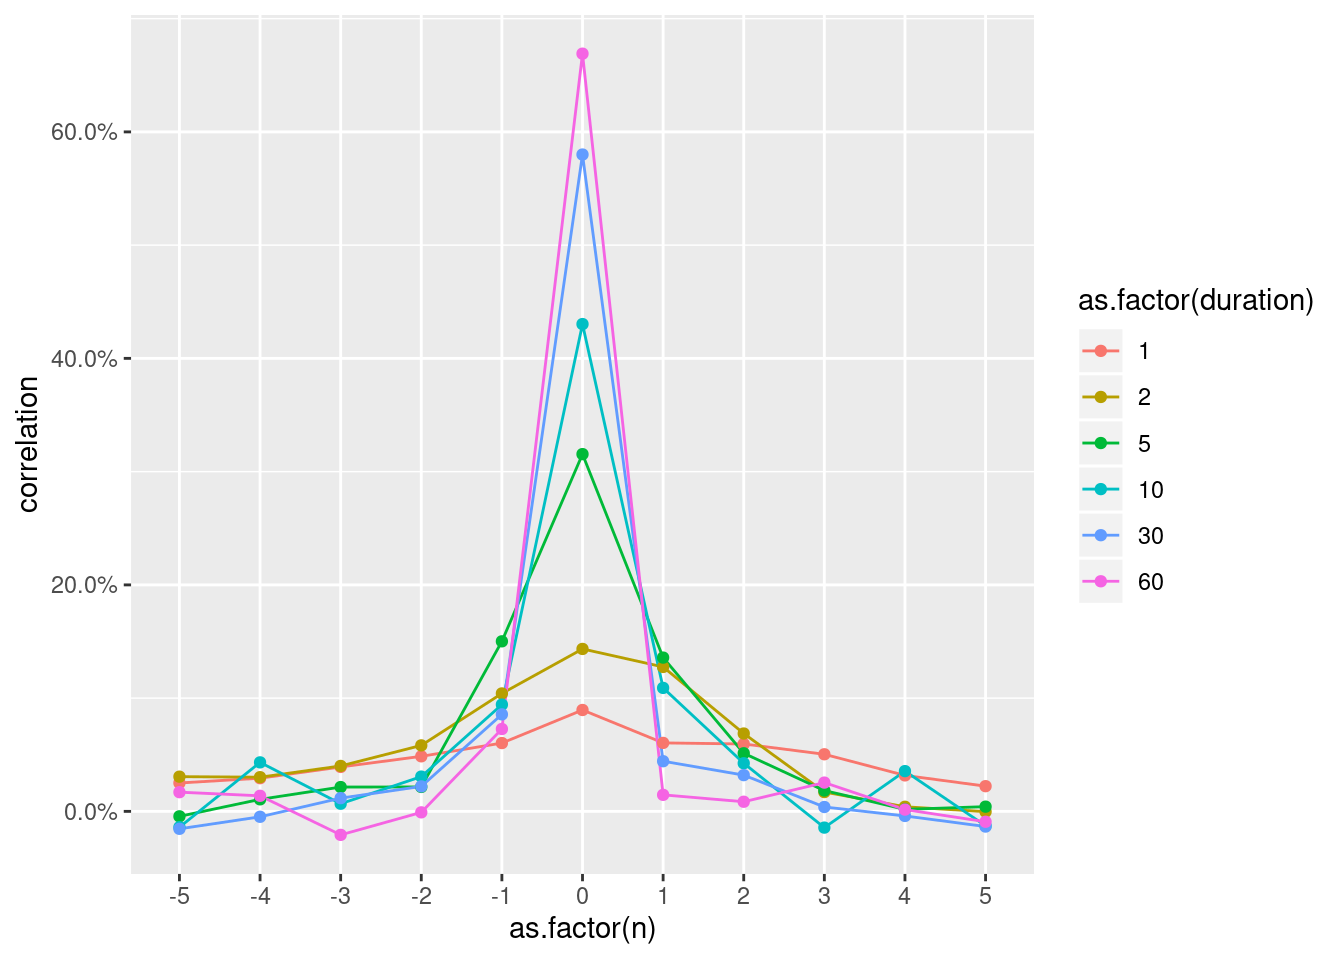 60.0%
40.0%
20.0%
0.0%
correlation
-5 -4 -3 -2 -1 0 1 2 3 4 5
as.factor(n)
as.factor(duration)
1
2
5
10
30
60